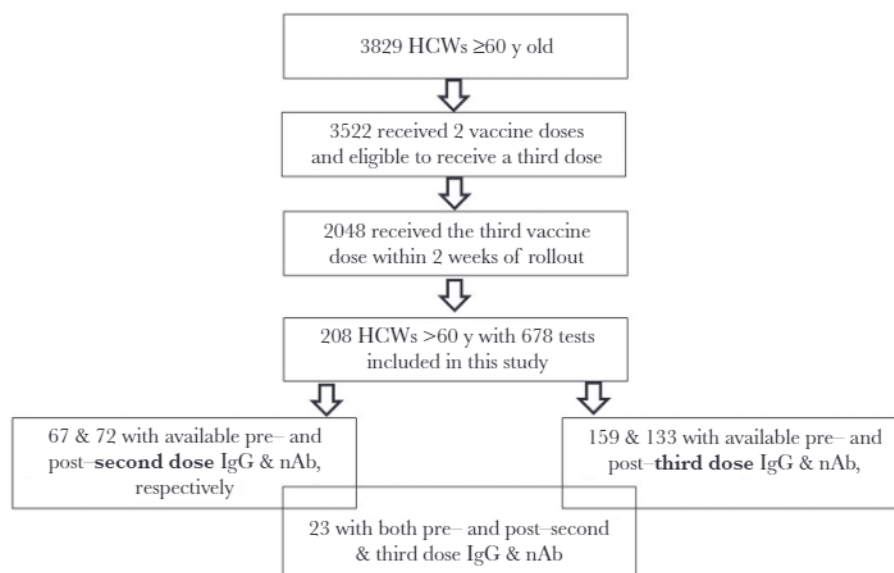 3829 HCWs ≥60 y old
3522 received 2 vaccine doses
and eligible to receive a third dose
2048 received the third vaccine
dose within 2 weeks of rollout
208 HCWs >60 y with 678 tests
included in this study
67 & 72 with available pre– and
post–second dose IgG & nAb,
respectively
159 & 133 with available pre– and
post–third dose IgG & nAb,
23 with both pre– and post–second
& third dose IgG & nAb